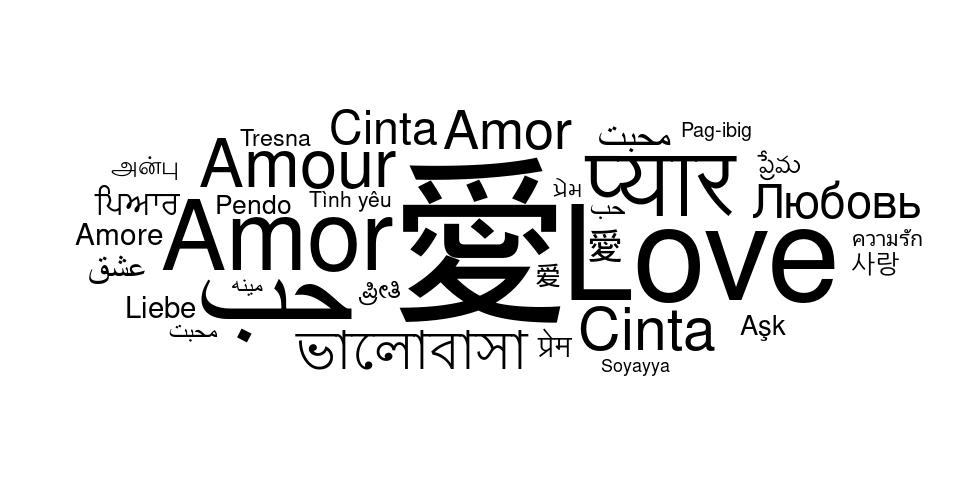 Cinta
Amor
Tresna
Pag-ibig
محبت
Amour
प्यार
ప్రేమ
அன்பு
ਪਿਆਰ
Pendo
Tình yêu
પ્રેમ
حب
Любовь
Amore
Amor
愛
愛
Love
ความรัก
사랑
عشق
مينه
ಪ್ರೀತಿ
爱
Liebe
حب
محبت
ভালোবাসা
प्रेम
Cinta
Aşk
Soyayya